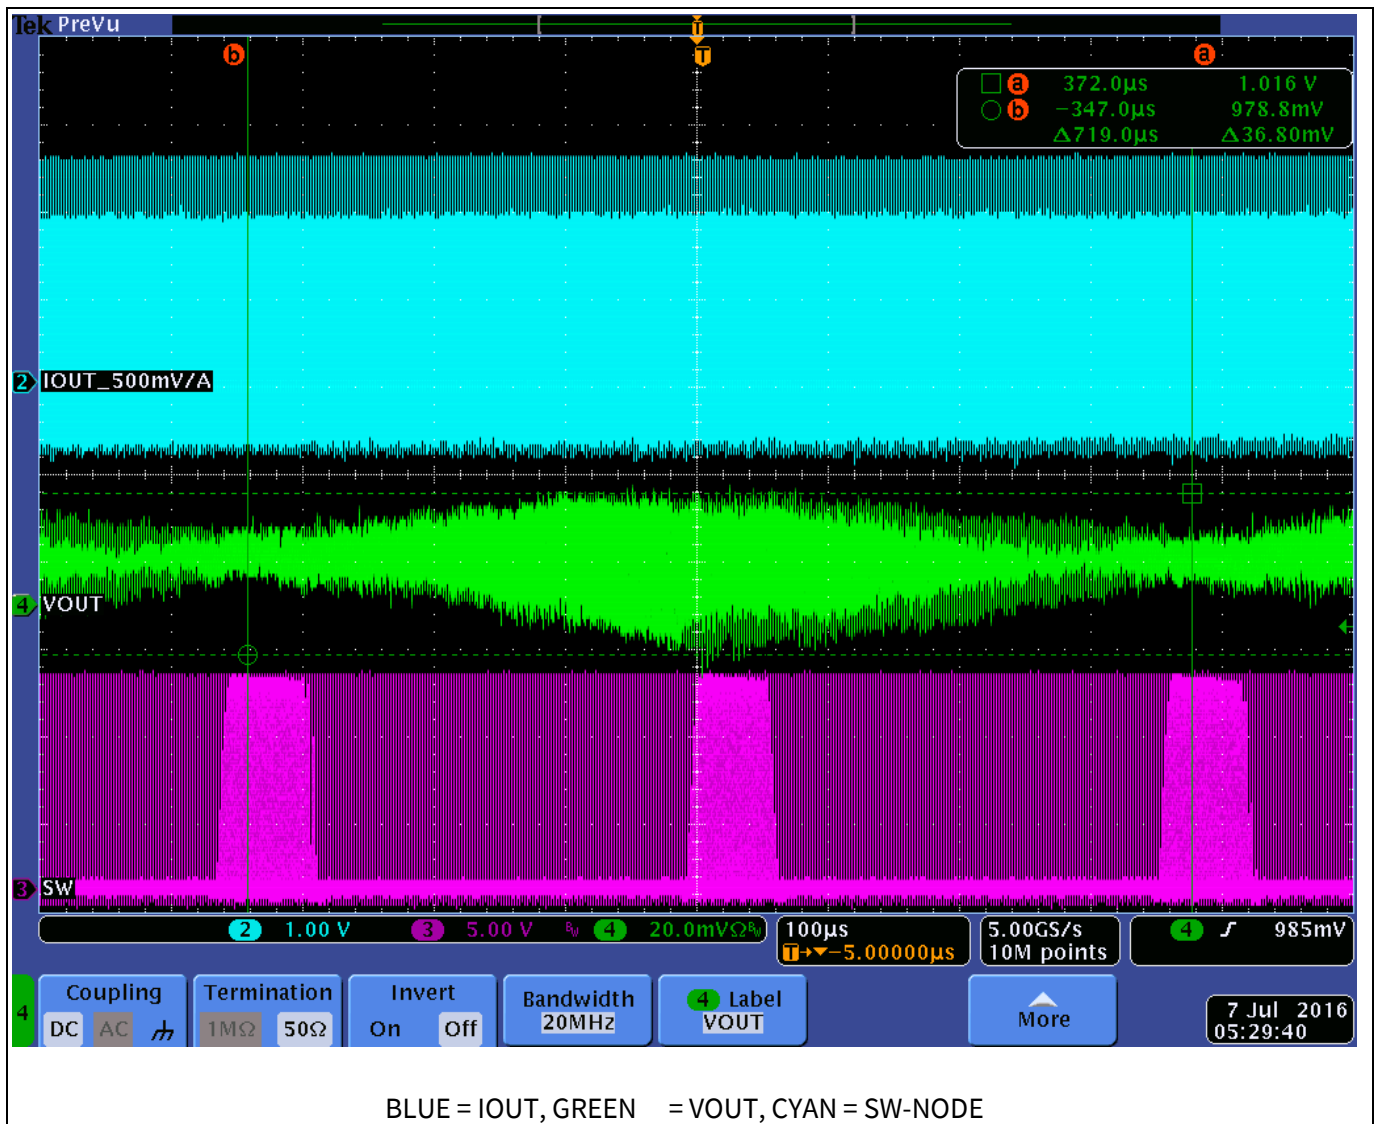 Tek PreVu
T
b T a
a 372.0µs 1.016 V
b −347.0µs 978.8mV
Δ719.0µs Δ36.80mV
2 IOUT_500mV/A
4 VOUT
3 SW
2 1.00 V 3 5.00 V BW 4 20.0mVΩBW 100µs 5.00GS/s 4 985mV
T→▼−5.00000µs 10M points
4
Coupling Termination Invert Bandwidth 4 Label More
DC AC 1MΩ 50Ω On Off 20MHz VOUT
7 Jul 2016
05:29:40
BLUE = IOUT, GREEN = VOUT, CYAN = SW-NODE